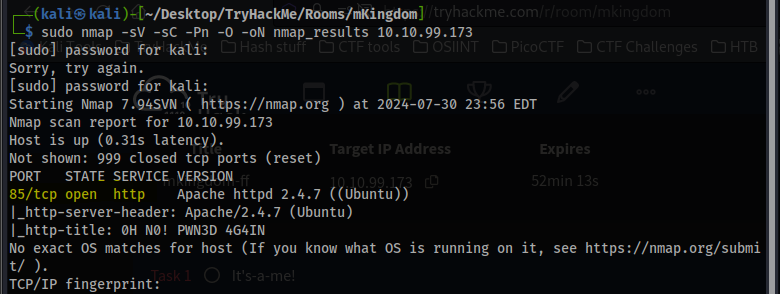 (kali㉿kali)-[~/Desktop/TryHackMe/Rooms/mKingdom]
tryhackme.com/r/room/mkingdom
$ sudo nmap -sV -sC -Pn -O -oN nmap_results 10.10.99.173
[sudo] password for kali:
Hash stuff CTF tools OSIINT PicoCTF CTF Challenges HTB
Sorry, try again.
[sudo] password for kali:
Starting Nmap 7.94SVN ( https://nmap.org ) at 2024-07-30 23:56 EDT
Nmap scan report for 10.10.99.173
Host is up (0.31s latency).
Title Target IP Address Expires
Not shown: 999 closed tcp ports (reset)
PORT STATE SERVICE VERSION
mkingdom-ff 10.10.99.173 52min 13s
85/tcp open http Apache httpd 2.4.7 ((Ubuntu))
|_http-server-header: Apache/2.4.7 (Ubuntu)
|_http-title: 0H N0! PWN3D 4G4IN
No exact OS matches for host (If you know what OS is running on it, see https://nmap.org/submi
t/ ).
Task 1 It's-a-me!
TCP/IP fingerprint: